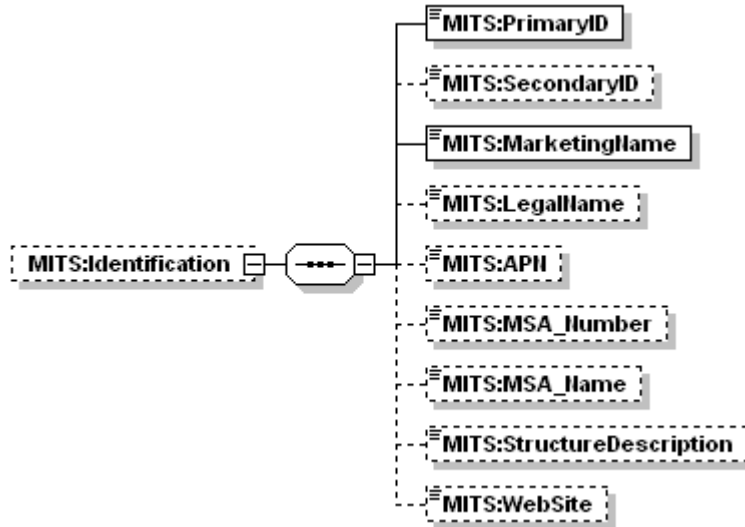 MITS:PrimaryID
MITS:SecondaryID
MITS:MarketingName
MITS:LegalName
MITS:Identification
MITS:APN
MITS:MSA_Number
MITS:MSA_Name
MITS:StructureDescription
MITS:WebSite